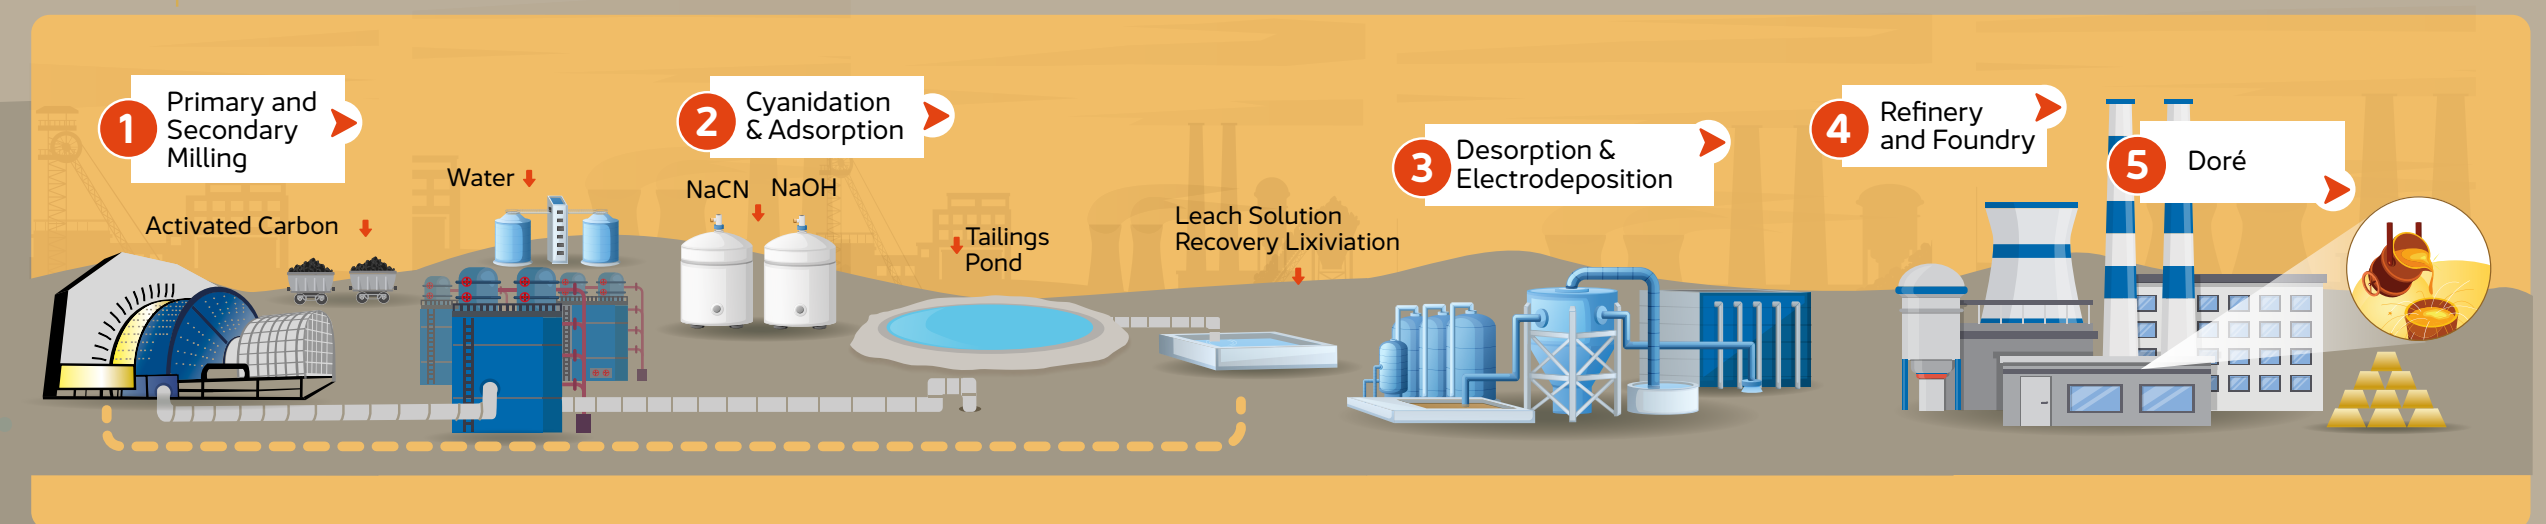 1
Primary and
Secondary
Milling
Activated Carbon
Water
2
Cyanidation
& Adsorption
NaCN
NaOH
Tailings
Pond
Leach Solution
Recovery Lixiviation
3
Desorption &
Electrodeposition
4
Refinery
and Foundry
5
Doré